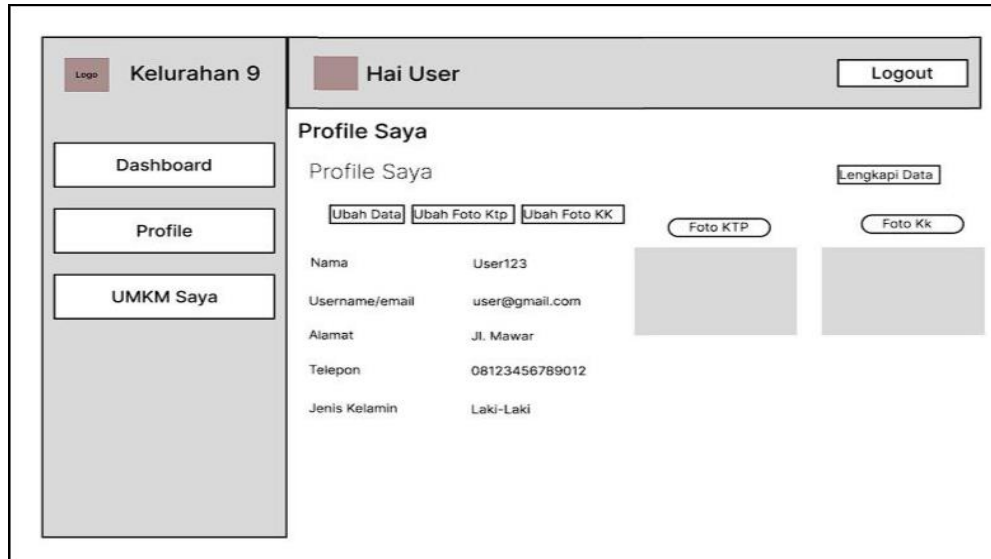 Logo
Kelurahan 9
Hai User
Logout
Dashboard
Profile
UMKM Saya
Profile Saya
Profile Saya
Lengkapi Data
Ubah Data
Ubah Foto Ktp
Ubah Foto KK
Foto KTP
Foto Kk
Nama User123
Username/email user@gmail.com
Alamat Jl. Mawar
Telepon 08123456789012
Jenis Kelamin Laki-Laki